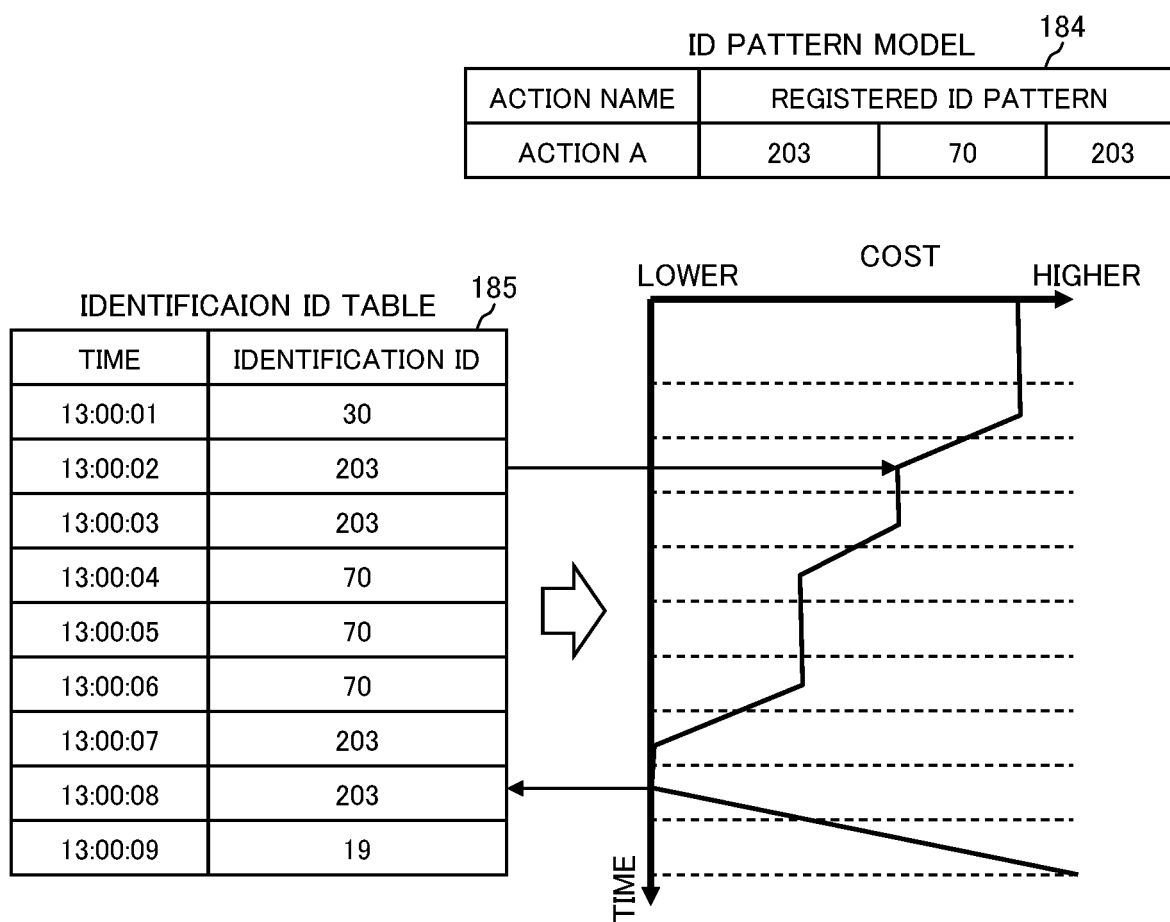 184
ID PATTERN MODEL
ACTION NAME REGISTERED ID PATTERN
ACTION A 203 70 203
COST
LOWER HIGHER
185
IDENTIFICAION ID TABLE
TIME IDENTIFICATION ID
13:00:01 30
13:00:02 203
13:00:03 203
13:00:04 70
13:00:05 70
13:00:06 70
13:00:07 203
13:00:08 203
13:00:09 19
TIME